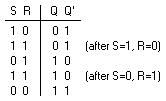 S R Q Q'
1 0 0 1
1 1 0 1 (after S=1, R=0)
0 1 1 0
1 1 1 0 (after S=0, R=1)
0 0 1 1